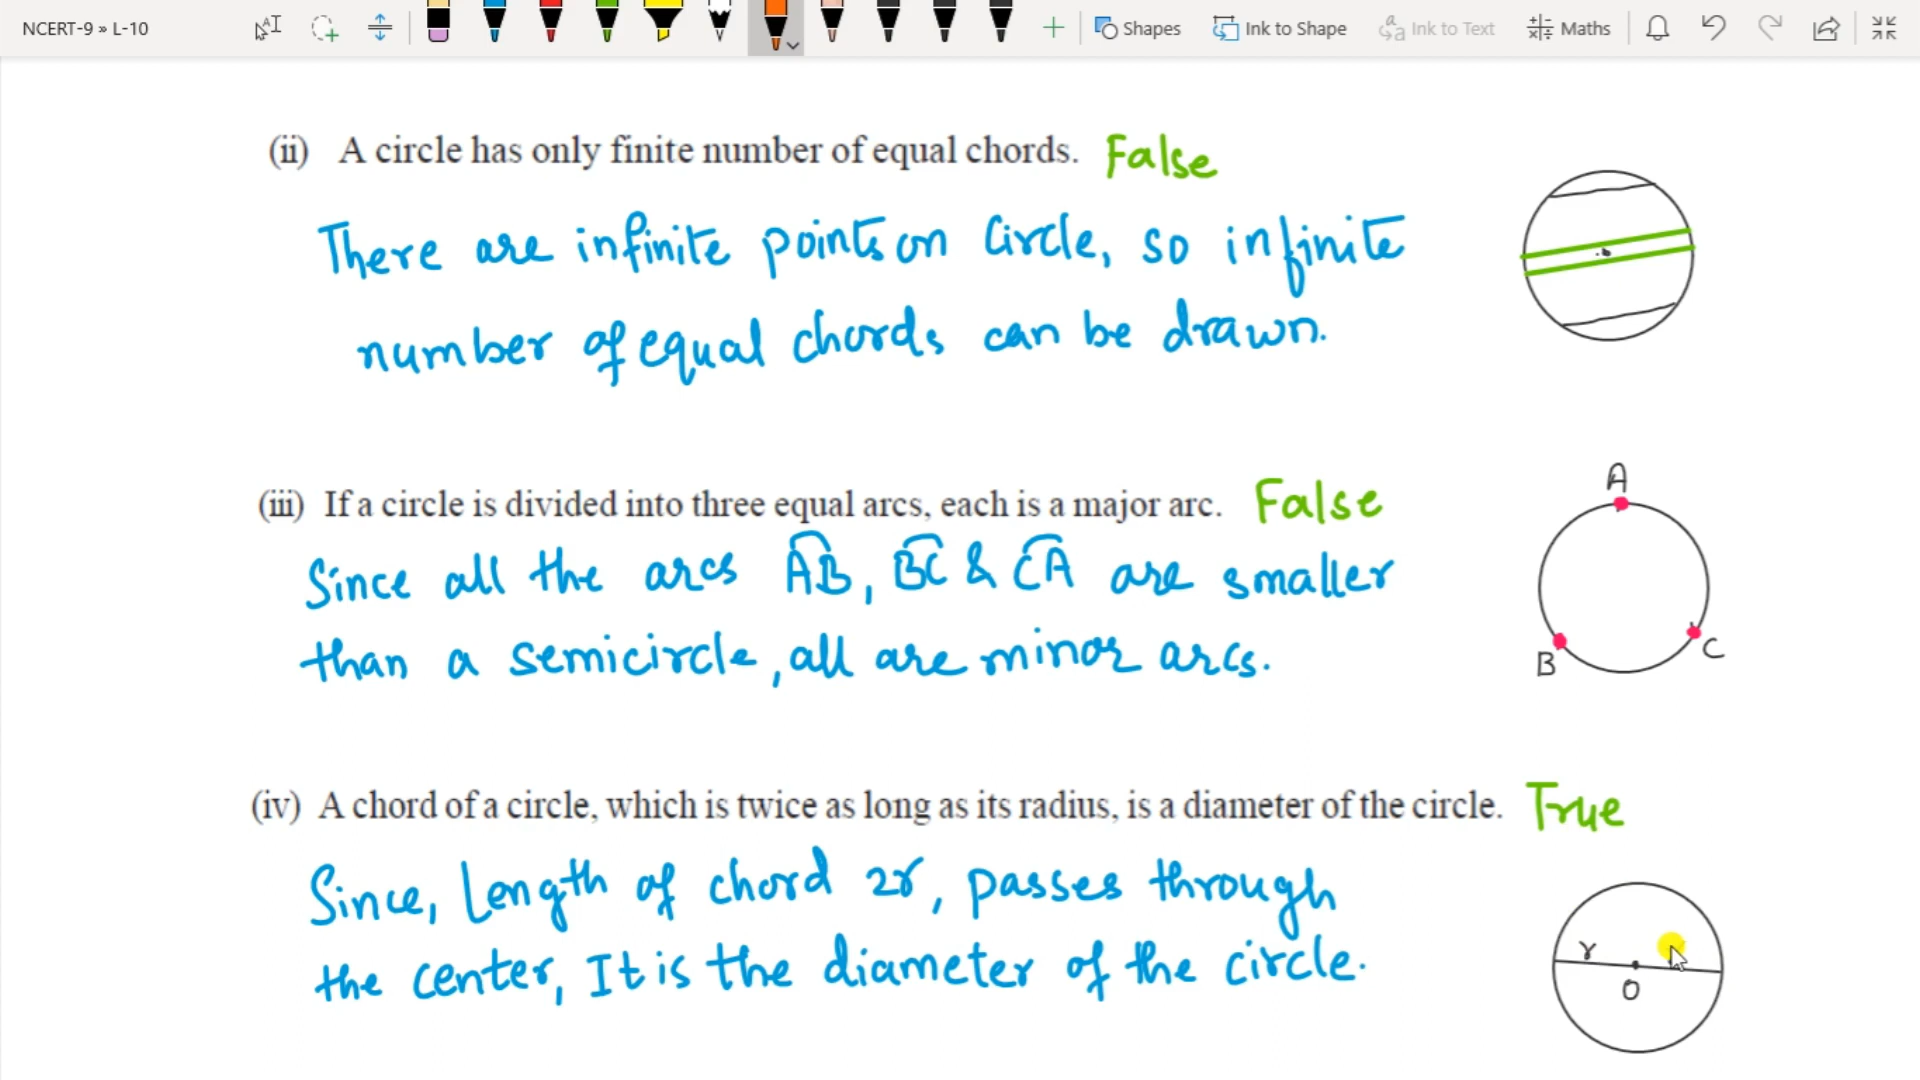 NCERT-9 » L-10
Shapes
Ink to Shape
Ink to Text
Maths
(ii) A circle has only finite number of equal chords. False
There are infinite points on Circle, so infinite
number of equal chords can be drawn.
A
(iii) If a circle is divided into three equal arcs, each is a major arc. False
Since all the arcs AB, BC & CA are smaller
than a semicircle, all are minor arcs.
B
C
(iv) A chord of a circle, which is twice as long as its radius, is a diameter of the circle. True
Since, Length of chord 2r, passes through
the center, It is the diameter of the circle.
r
O